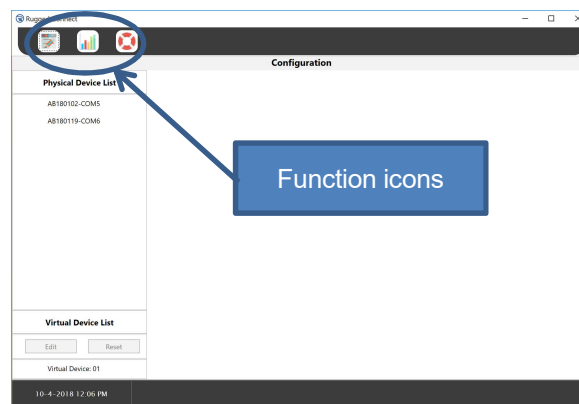 Configuration
Physical Device List
AB180102-COM5
AB180119-COM6
Function icons
Virtual Device List
Edit Reset
Virtual Device: 01
10-4-2018 12:06 PM